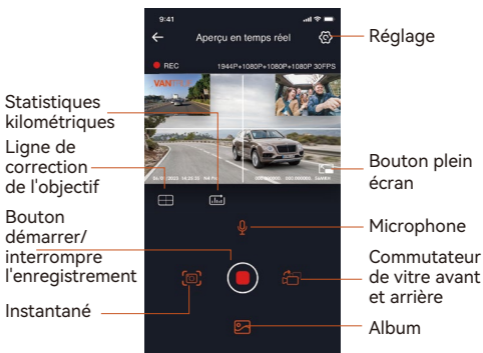 9:41
Aperçu en temps réel
REC
1944P+1080P+1080P+1080P 30FPS
VANTRUE
Réglage
Statistiques
kilométriques
Ligne de
correction
de l'objectif
Bouton plein
écran
Bouton
démarrer/
interrompre
l'enregistrement
Microphone
Commutateur
de vitre avant
et arrière
Instantané
Album